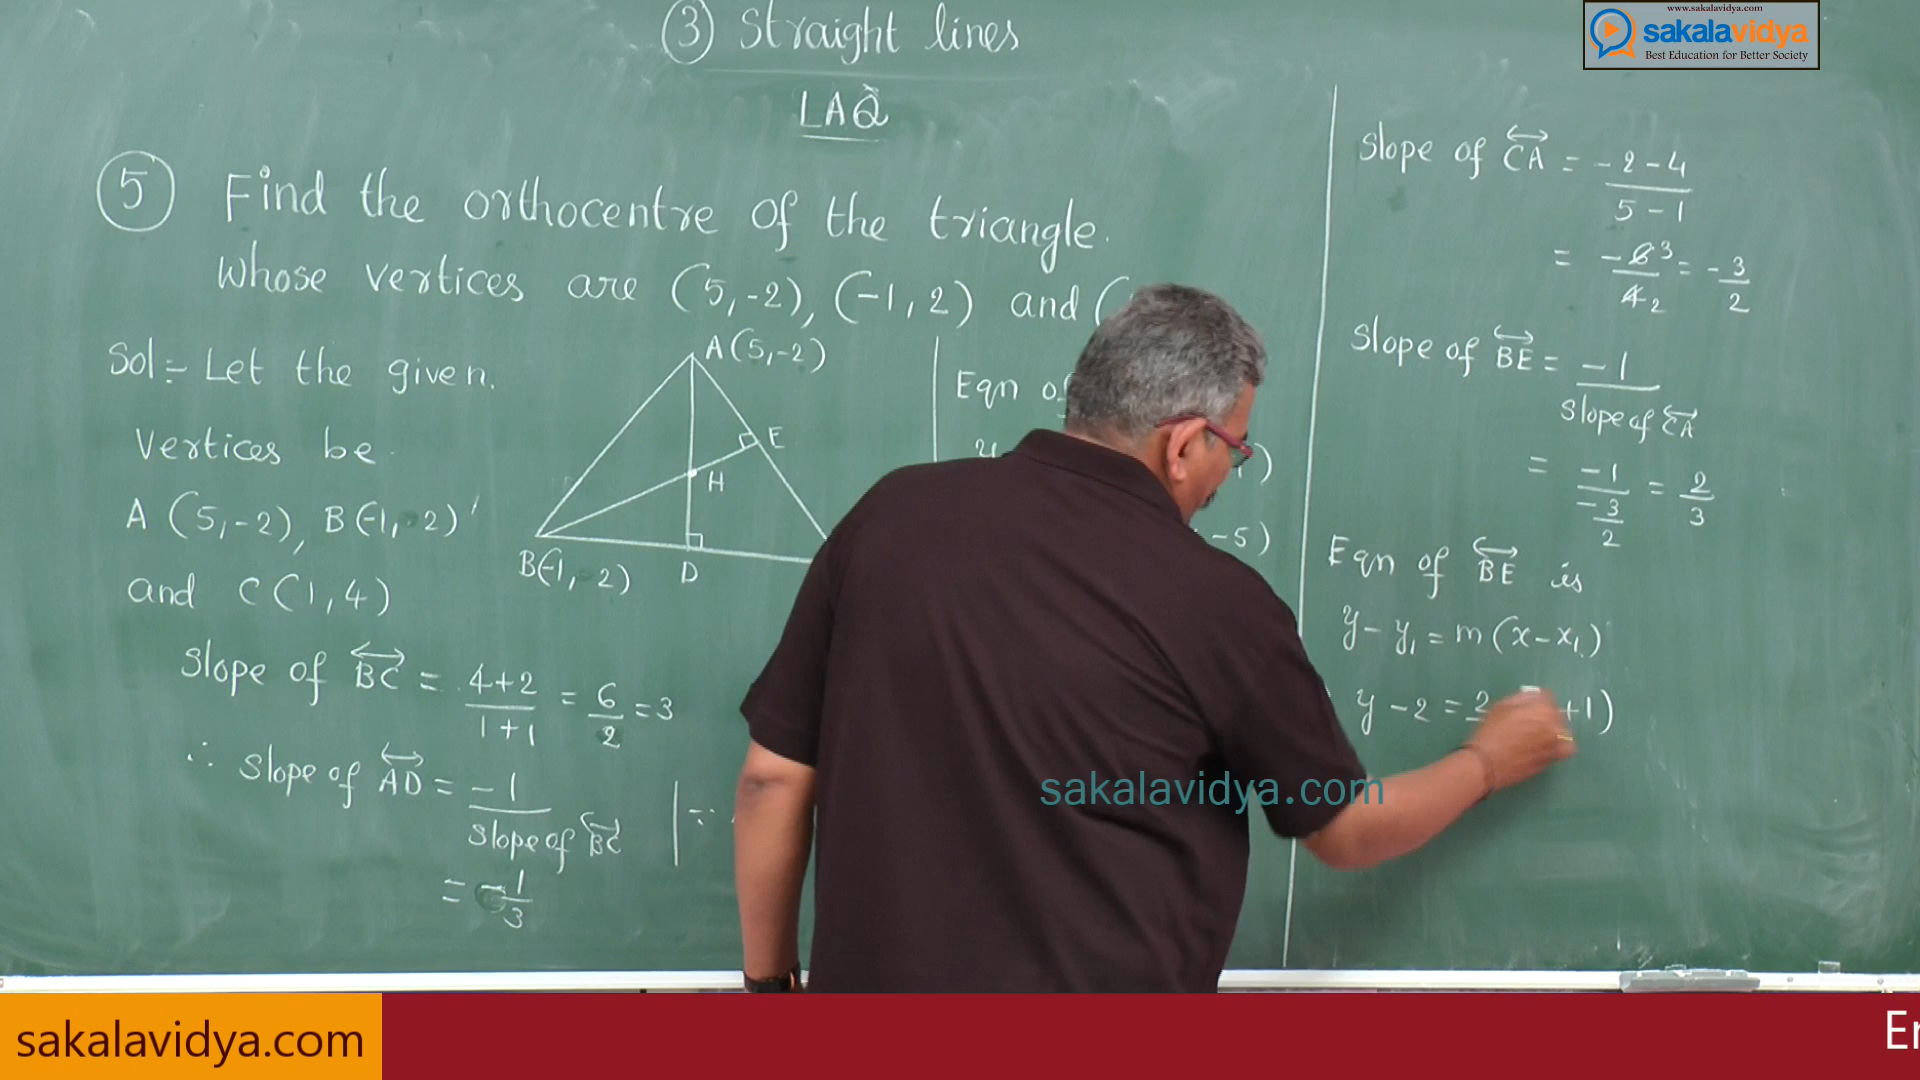 ③ Straight lines
LAQ
⑤ Find the orthocentre of the triangle.
Whose vertices are (5,-2), (-1,2) and (
Sol:- Let the given.
vertices be.
A (5,-2), B(-1, 2)
and C(1,4)
Slope of BC = 4+2/1+1 = 6/2 = 3
∴ Slope of AD = -1/Slope of BC | ∵
= -1/3
A(5,-2)
E
H
B(-1, 2)
D
Eqn of
y
)
-5)
Slope of CA = -2-4/5-1
= -6 3/4 2 = -3/2
Slope of BE = -1/Slope of CA
= -1/-3/2 = 2/3
Eqn of BE is
y-y₁ = m(x-x₁)
y-2 = 2 +1)
www.sakalavidya.com
sakalavidya
Best Education for Better Society
sakalavidya.com
sakalavidya.com